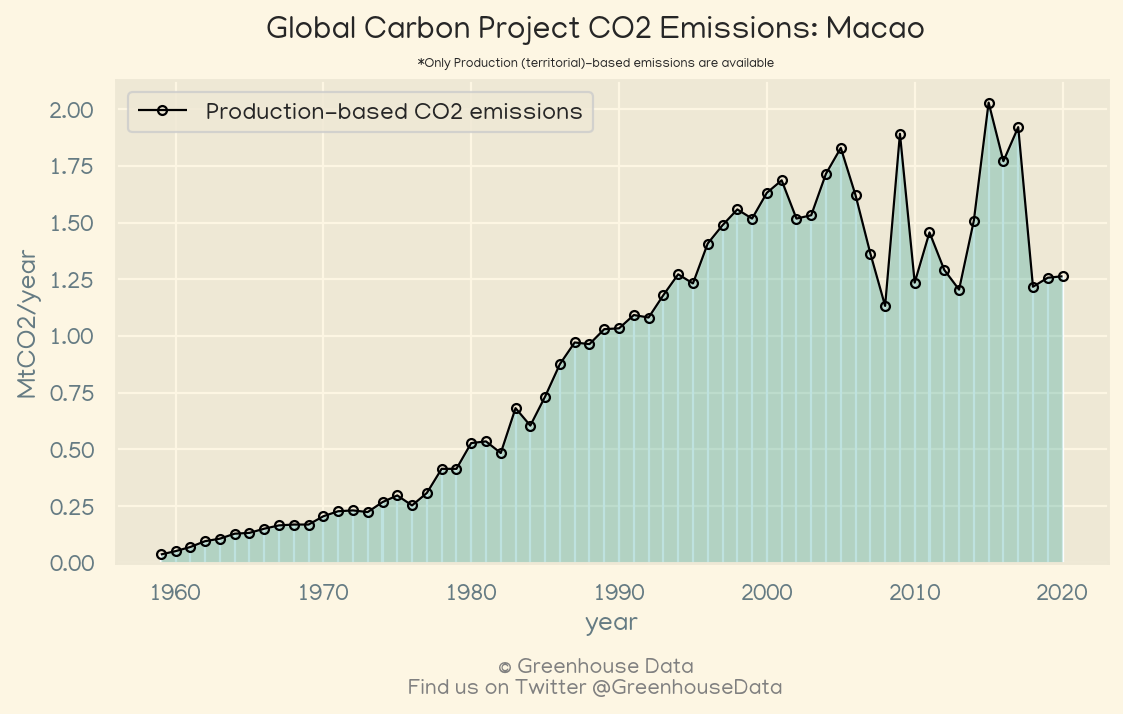 Global Carbon Project CO2 Emissions: Macao
*Only Production (territorial)-based emissions are available
Production-based CO2 emissions
MtCO2/year
2.00
1.75
1.50
1.25
1.00
0.75
0.50
0.25
0.00
1960 1970 1980 1990 2000 2010 2020
year
© Greenhouse Data
Find us on Twitter @GreenhouseData